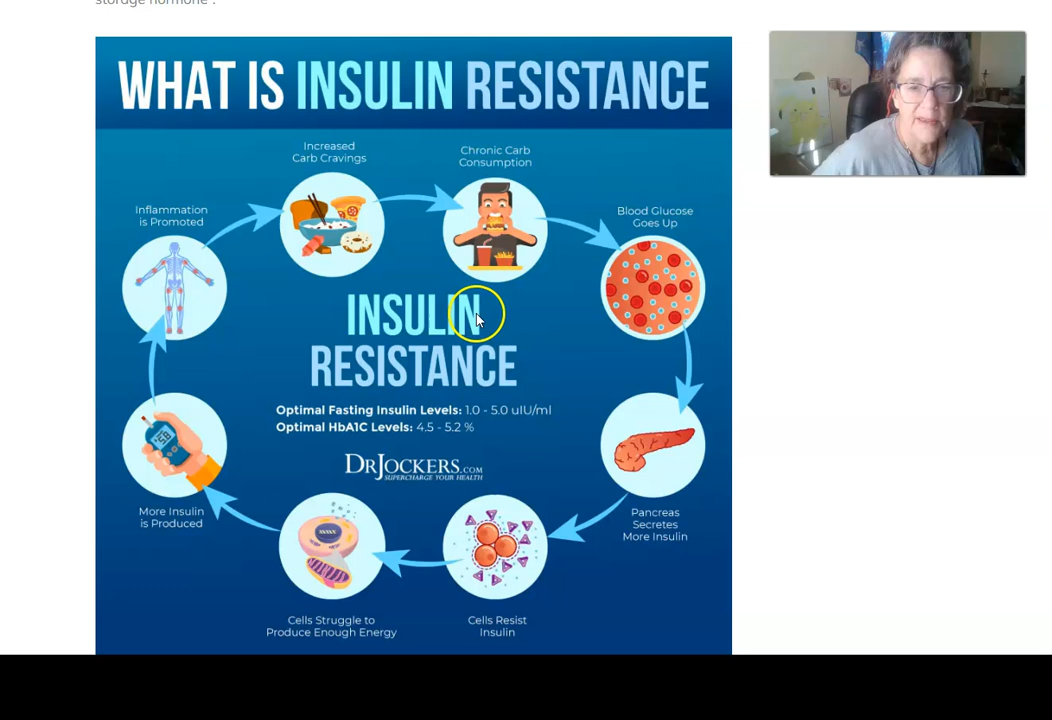 storage hormone".
WHAT IS INSULIN RESISTANCE
Increased
Carb Cravings
Chronic Carb
Consumption
Inflammation
is Promoted
Blood Glucose
Goes Up
INSULIN
RESISTANCE
Optimal Fasting Insulin Levels: 1.0 - 5.0 uIU/ml
Optimal HbA1C Levels: 4.5 - 5.2 %
DRJOCKERS.COM
SUPERCHARGE YOUR HEALTH
More Insulin
is Produced
Pancreas
Secretes
More Insulin
Cells Struggle to
Produce Enough Energy
Cells Resist
Insulin